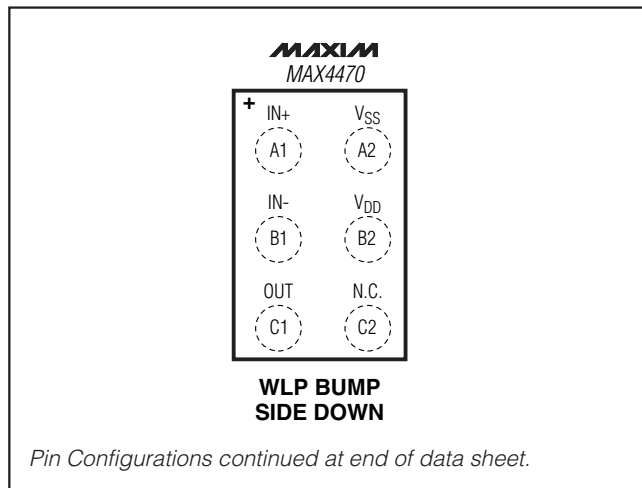 MAXIM
MAX4470
+
IN+ VSS
A1 A2
IN- VDD
B1 B2
OUT N.C.
C1 C2
WLP BUMP
SIDE DOWN
Pin Configurations continued at end of data sheet.